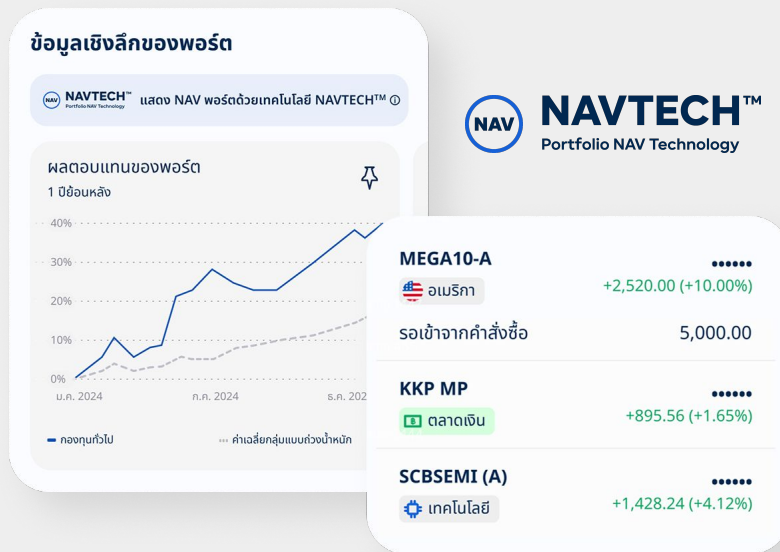 ข้อมูลเชิงลึกของพอร์ต
NAV NAVTECH™
Portfolio NAV Technology
แสดง NAV พอร์ตด้วยเทคโนโลยี NAVTECH™
ผลตอบแทนของพอร์ต
1 ปีย้อนหลัง
40%
30%
20%
10%
0%
ม.ค. 2024 ก.ค. 2024 ธ.ค. 202
กองทุนทั่วไป ค่าเฉลี่ยกลุ่มแบบถ่วงน้ำหนัก
NAV NAVTECH™
Portfolio NAV Technology
MEGA10-A ••••••
อเมริกา +2,520.00 (+10.00%)
รอเข้าจากคำสั่งซื้อ 5,000.00
KKP MP ••••••
ตลาดเงิน +895.56 (+1.65%)
SCBSEMI (A) ••••••
เทคโนโลยี +1,428.24 (+4.12%)